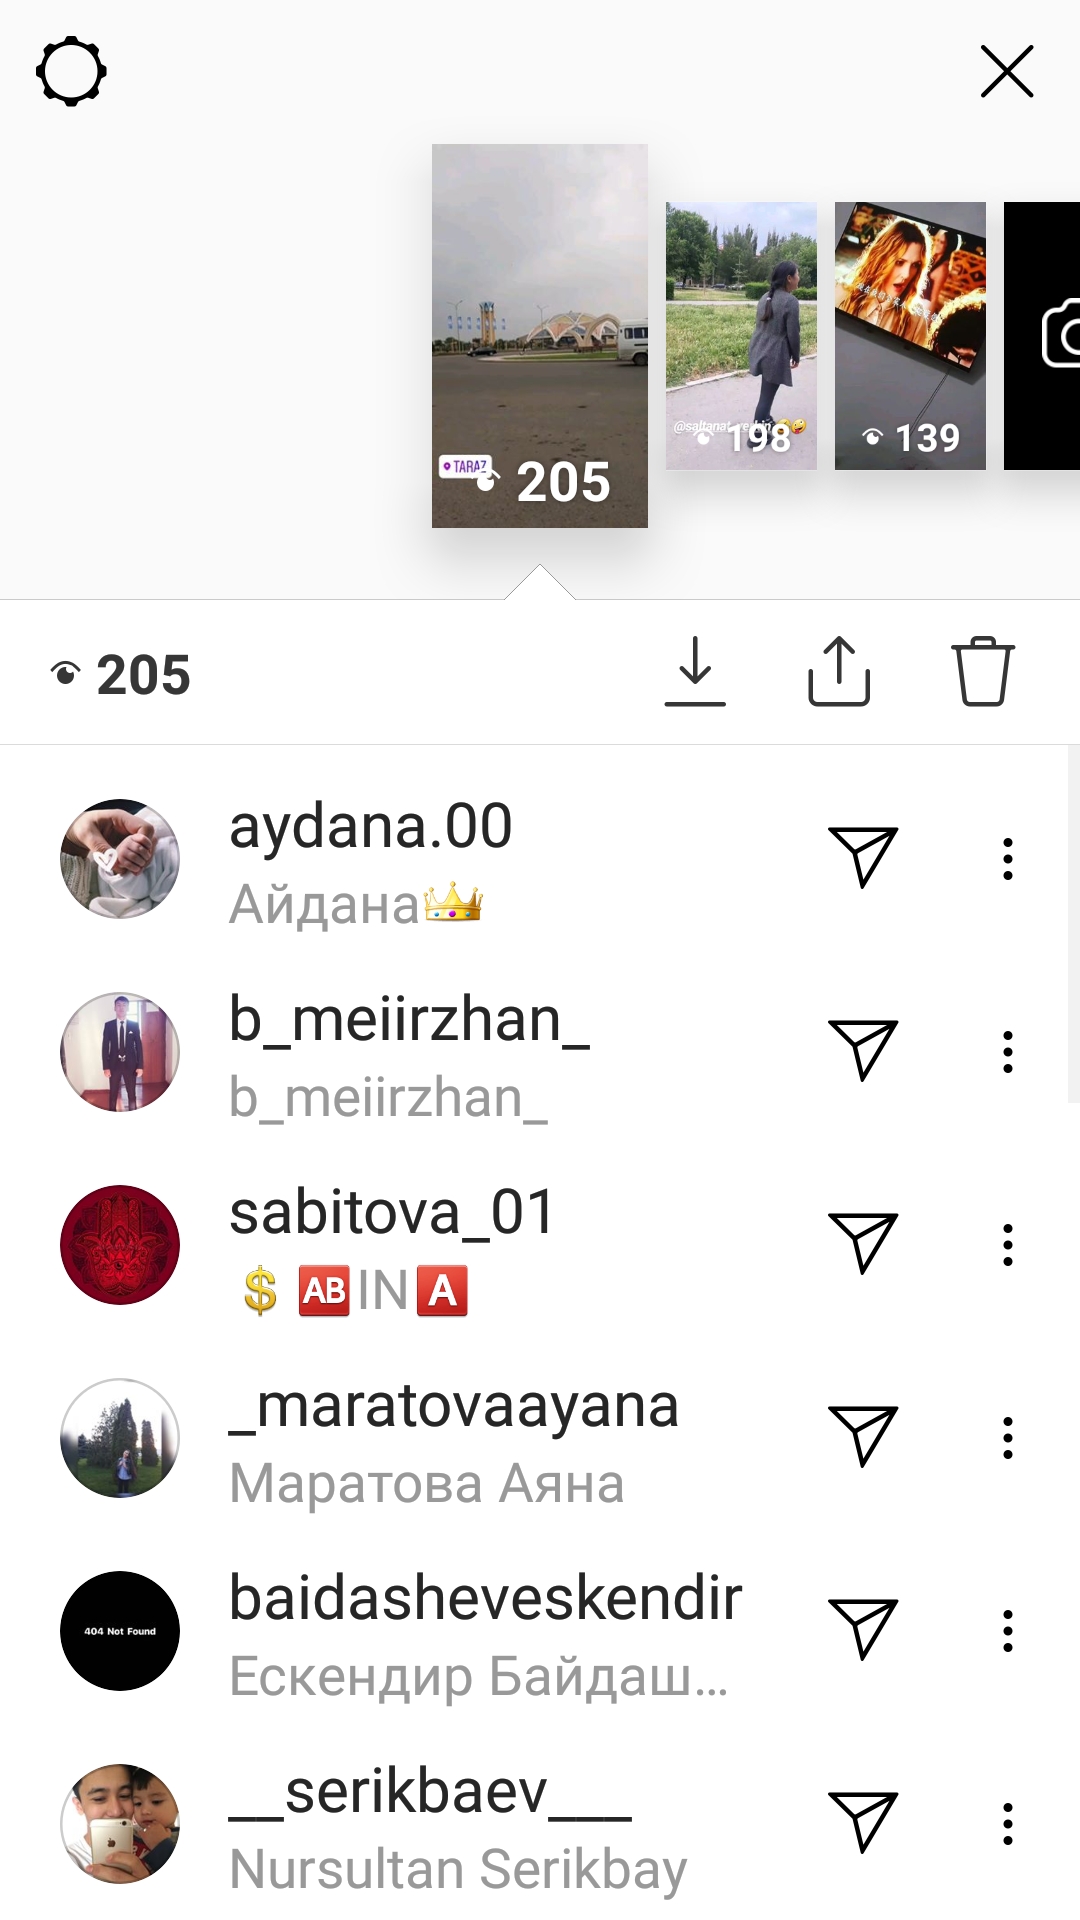 TARAZ
205
@saltanat_
198
139
205
aydana.00
Айдана👑
b_meiirzhan_
b_meiirzhan_
sabitova_01
💲🆎IN🅰
_maratovaayana
Маратова Аяна
404 Not Found
baidasheveskendir
Ескендир Байдаш...
__serikbaev___
Nursultan Serikbay